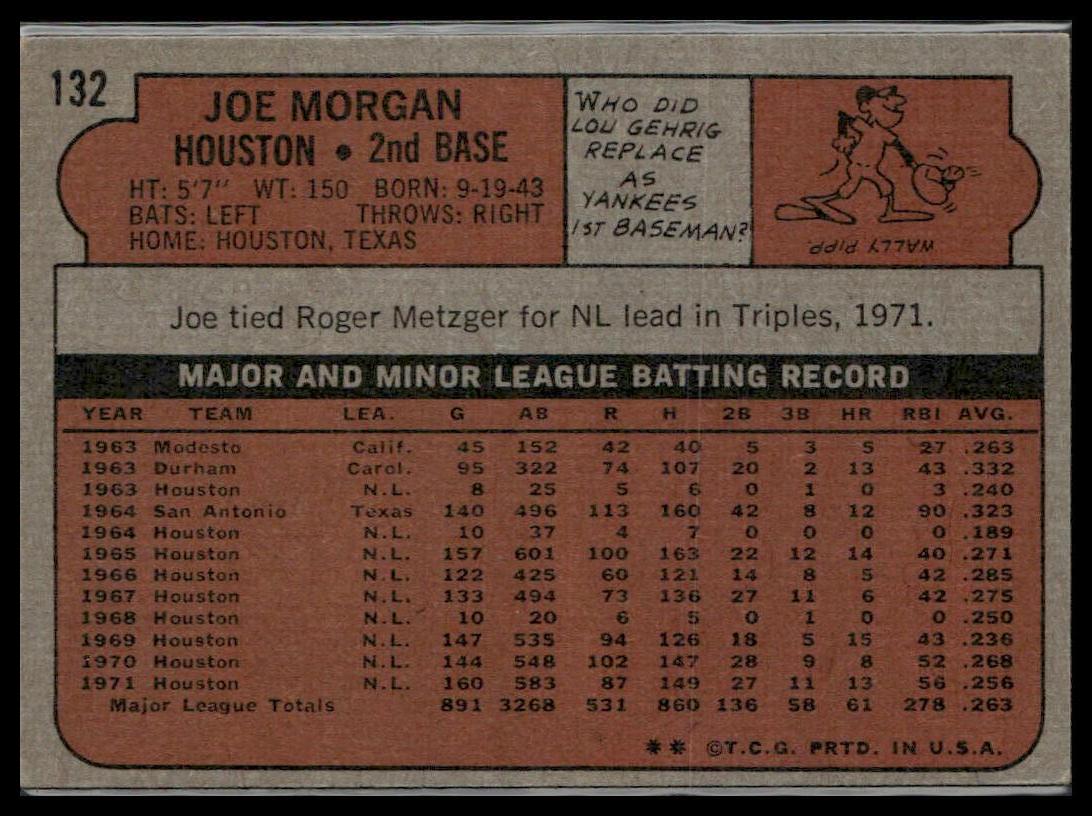 132
JOE MORGAN
HOUSTON • 2nd BASE
HT: 5'7" WT: 150 BORN: 9-19-43
BATS: LEFT THROWS: RIGHT
HOME: HOUSTON, TEXAS
WHO DID
LOU GEHRIG
REPLACE
AS
YANKEES
1ST BASEMAN?
WALLY PIPP.
Joe tied Roger Metzger for NL lead in Triples, 1971.
MAJOR AND MINOR LEAGUE BATTING RECORD
YEAR TEAM LEA. G AB R H 2B 3B HR RBI AVG.
1963 Modesto Calif. 45 152 42 40 5 3 5 27 .263
1963 Durham Carol. 95 322 74 107 20 2 13 43 .332
1963 Houston N.L. 8 25 5 6 0 1 0 3 .240
1964 San Antonio Texas 140 496 113 160 42 8 12 90 .323
1964 Houston N.L. 10 37 4 7 0 0 0 0 .189
1965 Houston N.L. 157 601 100 163 22 12 14 40 .271
1966 Houston N.L. 122 425 60 121 14 8 5 42 .285
1967 Houston N.L. 133 494 73 136 27 11 6 42 .275
1968 Houston N.L. 10 20 6 5 0 1 0 0 .250
1969 Houston N.L. 147 535 94 126 18 5 15 43 .236
1970 Houston N.L. 144 548 102 147 28 9 8 52 .268
1971 Houston N.L. 160 583 87 149 27 11 13 56 .256
Major League Totals 891 3268 531 860 136 58 61 278 .263
** ©T.C.G. PRTD. IN U.S.A.